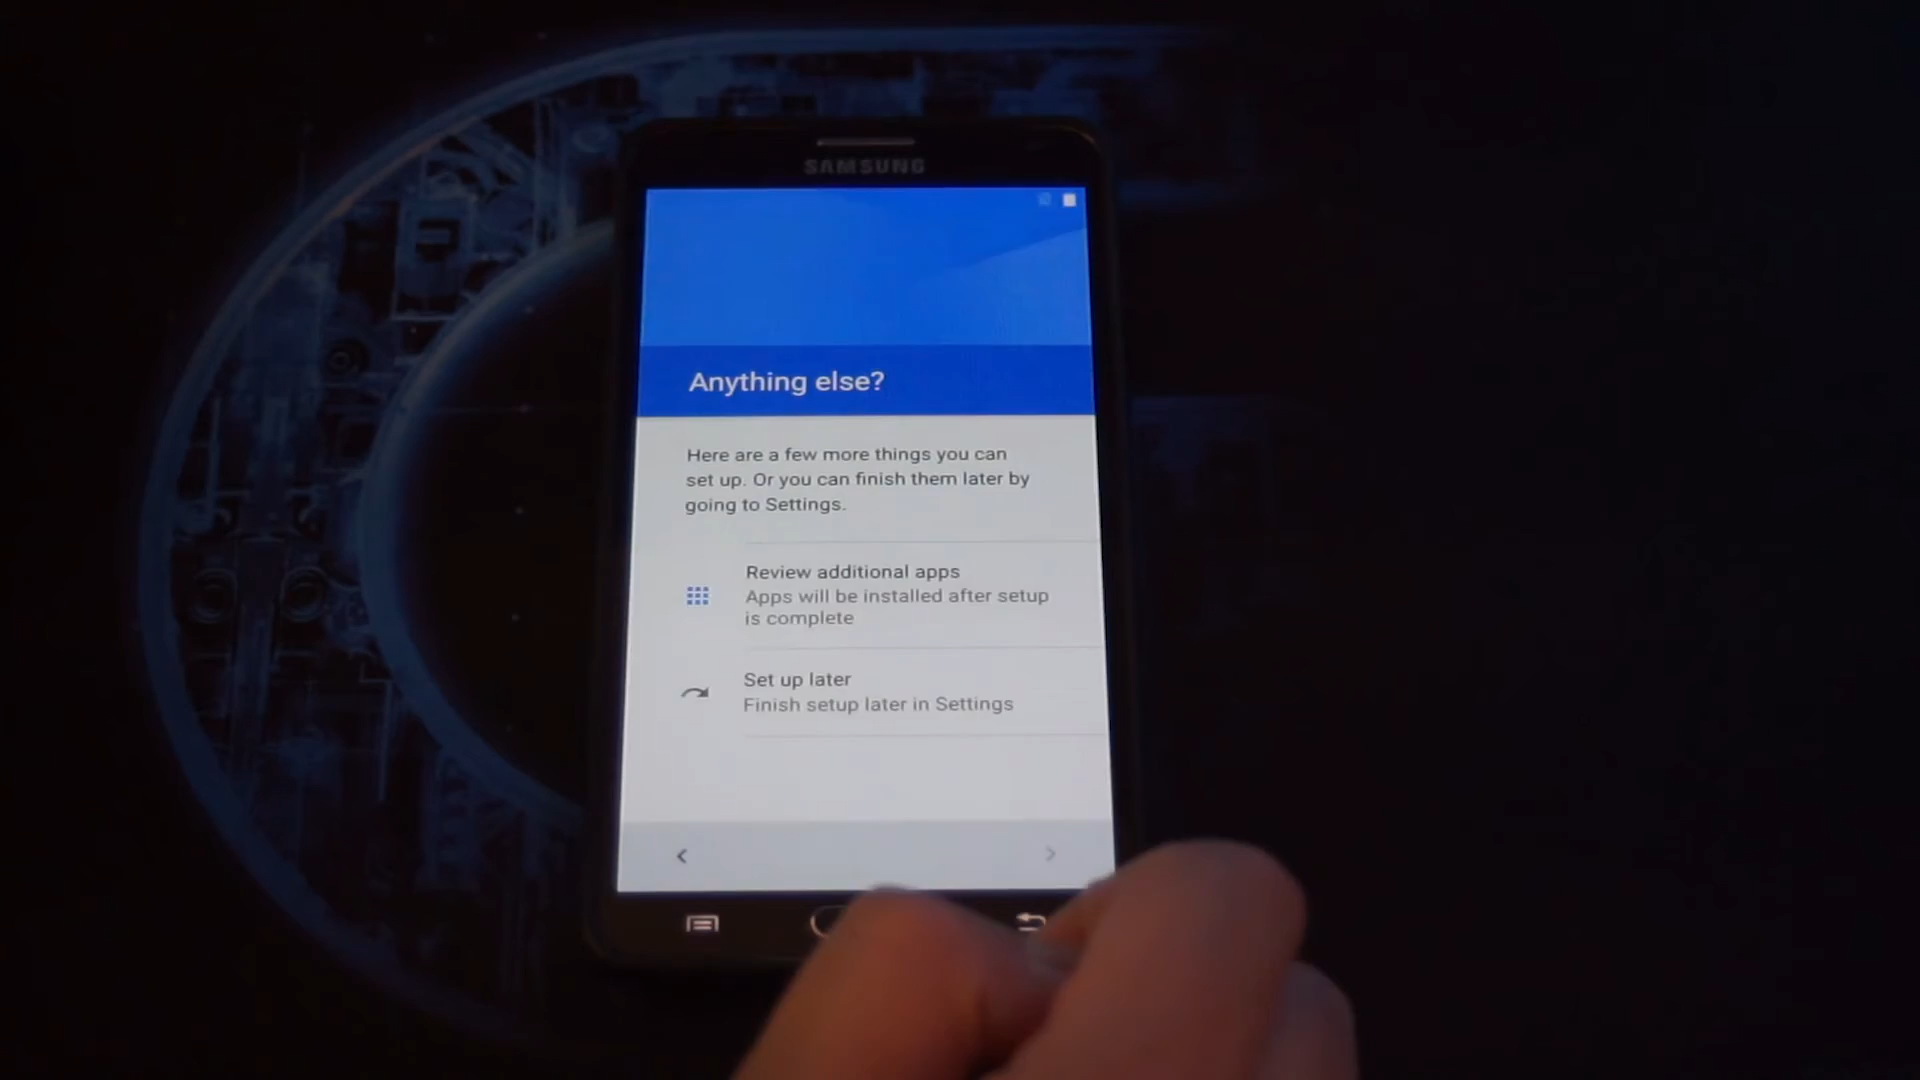 SAMSUNG
Anything else?
Here are a few more things you can
set up. Or you can finish them later by
going to Settings.
Review additional apps
Apps will be installed after setup
is complete
Set up later
Finish setup later in Settings